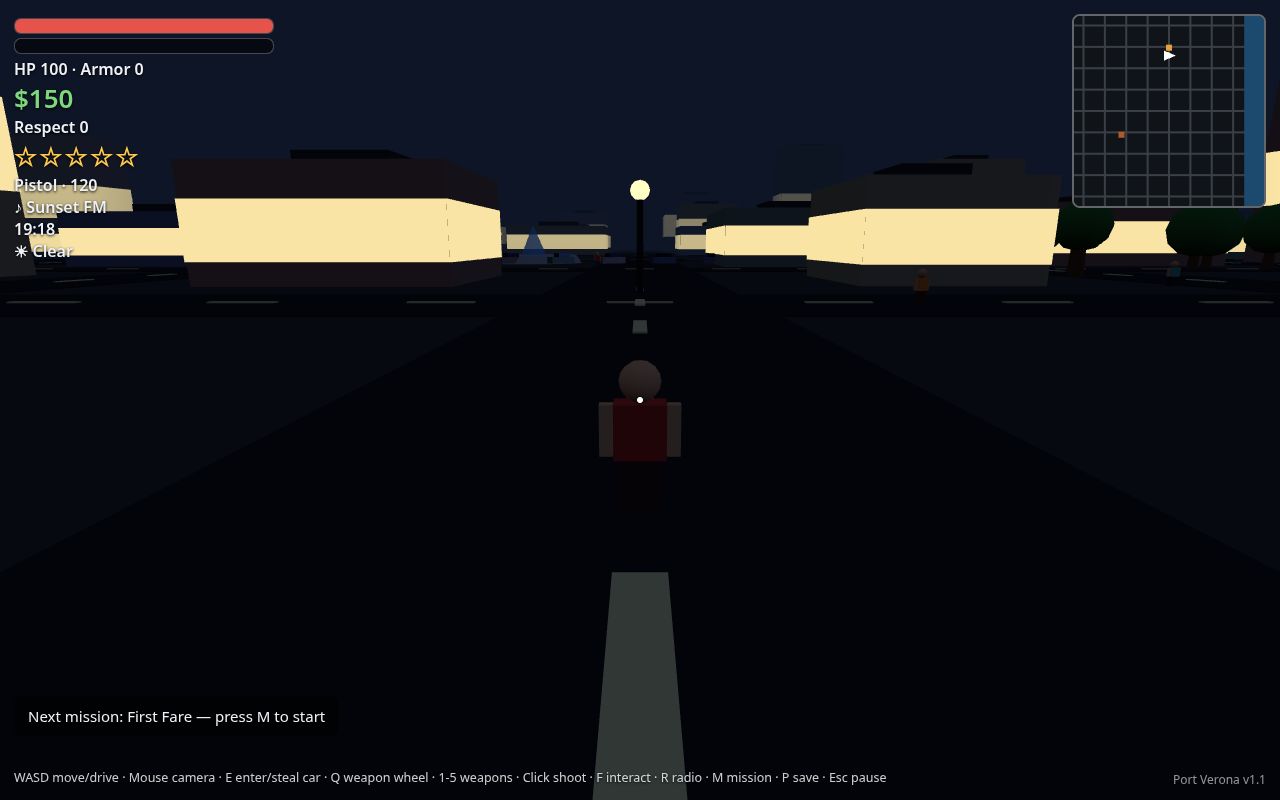 HP 100 · Armor 0
$150
Respect 0
☆☆☆☆☆
Pistol · 120
♪ Sunset FM
19:18
☀ Clear
Next mission: First Fare — press M to start
WASD move/drive · Mouse camera · E enter/steal car · Q weapon wheel · 1-5 weapons · Click shoot · F interact · R radio · M mission · P save · Esc pause
Port Verona v1.1